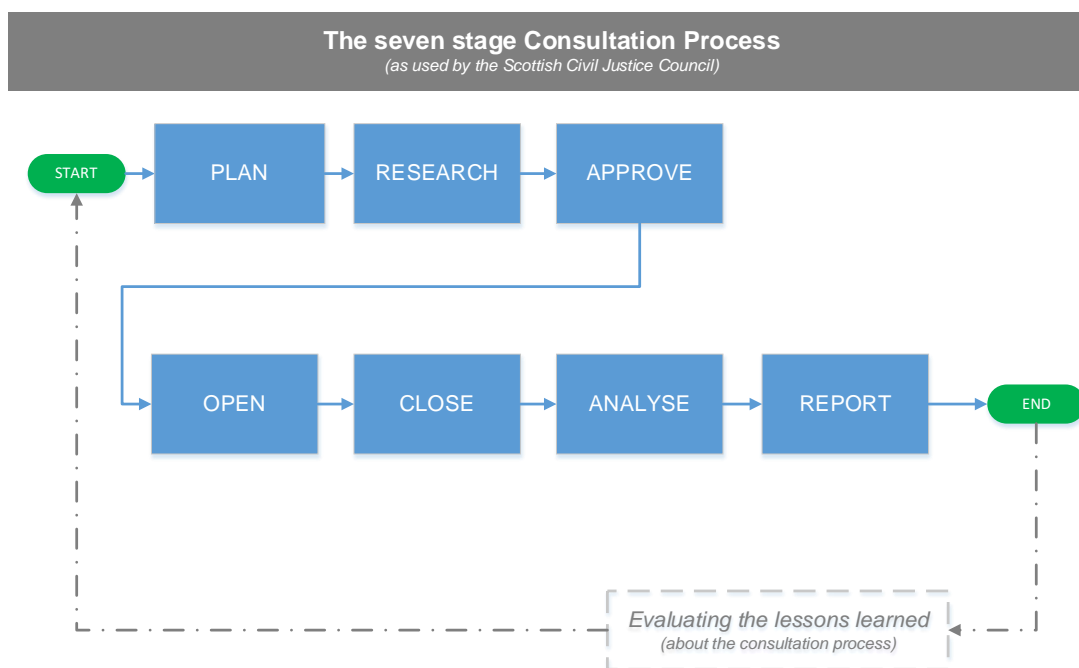 The seven stage Consultation Process
(as used by the Scottish Civil Justice Council)
START
PLAN
RESEARCH
APPROVE
OPEN
CLOSE
ANALYSE
REPORT
END
Evaluating the lessons learned
(about the consultation process)